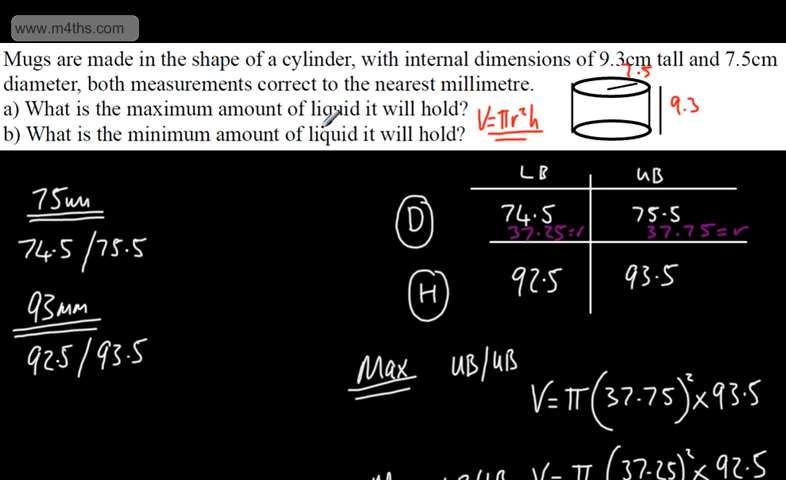 www.m4ths.com
Mugs are made in the shape of a cylinder, with internal dimensions of 9.3cm tall and 7.5cm
diameter, both measurements correct to the nearest millimetre.
7.5
a) What is the maximum amount of liquid it will hold?
9.3
b) What is the minimum amount of liquid it will hold?
V=πr²h
75mm
74.5/75.5
93mm
92.5/93.5
LB UB
D 74.5 75.5
37.25=r 37.75=r
H 92.5 93.5
Max UB/UB
V=π(37.75)²×93.5
V=π(37.25)²×92.5